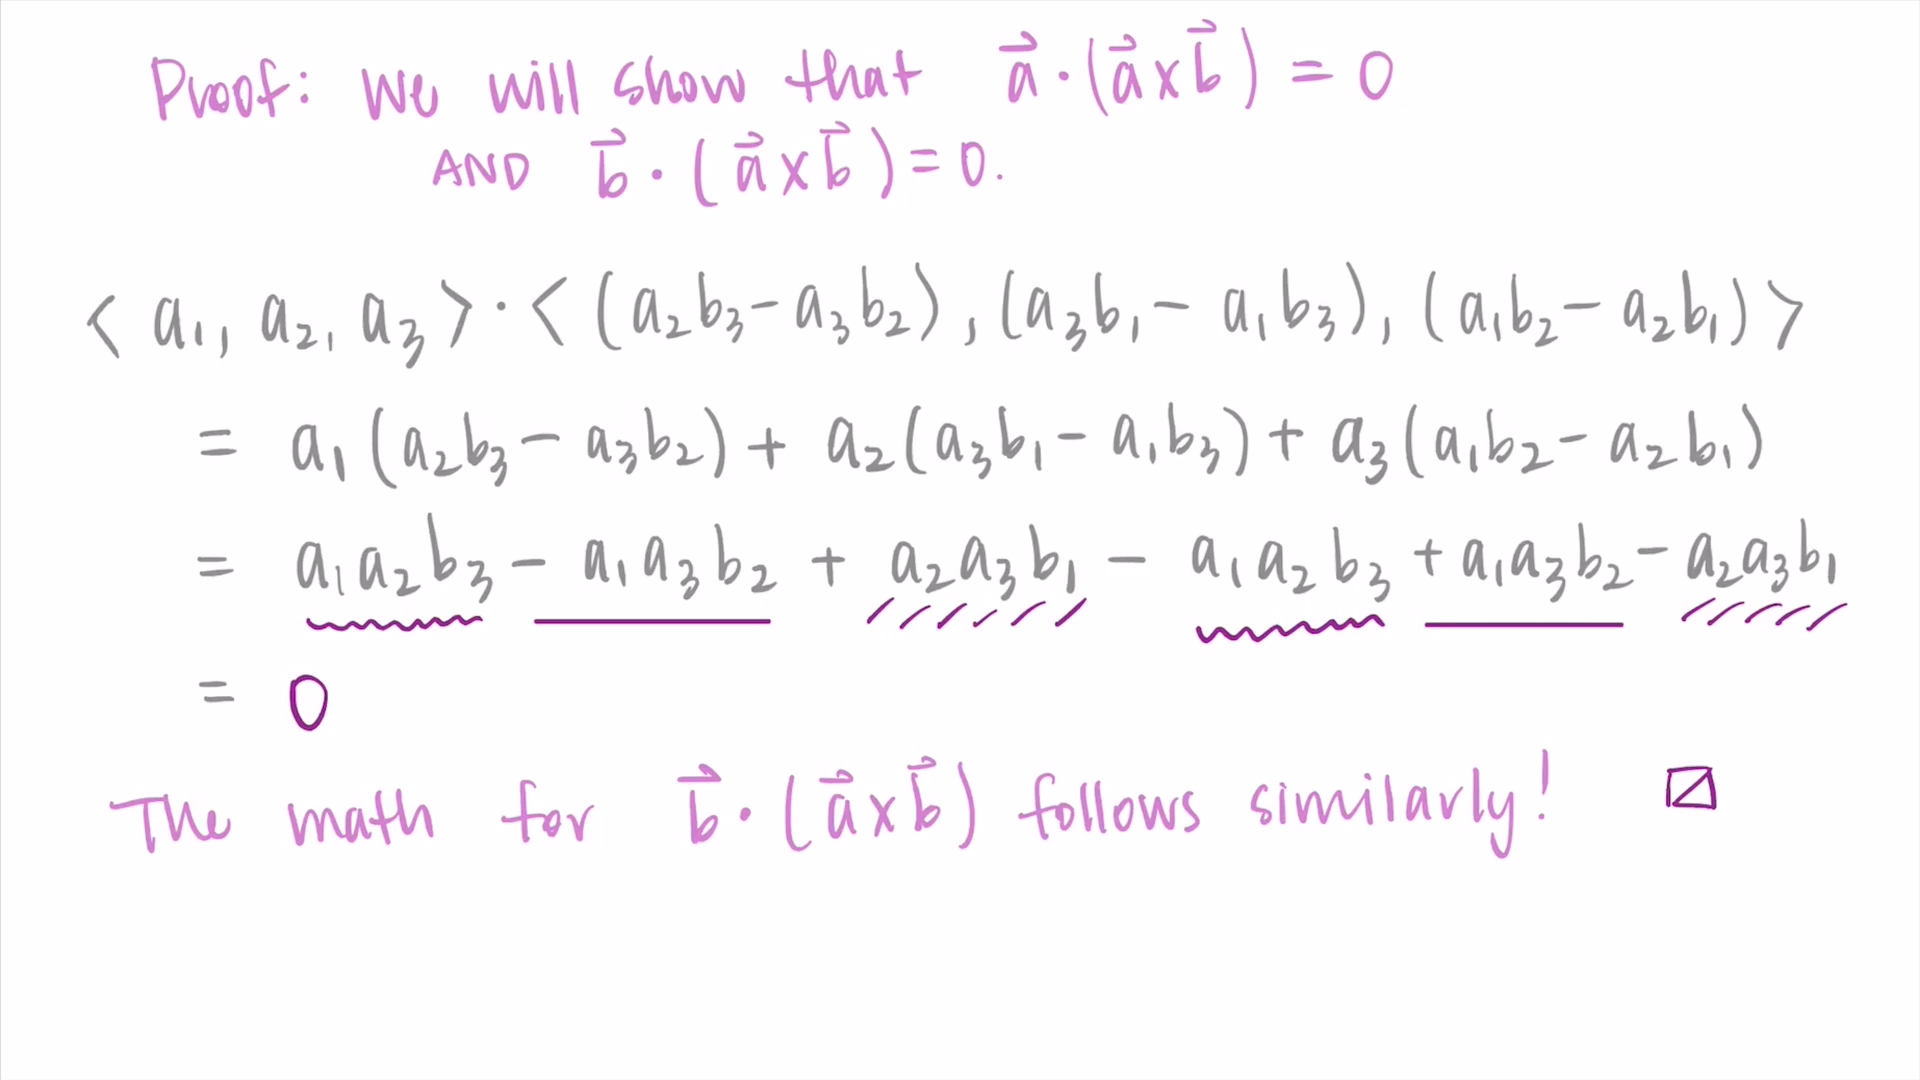 Proof: We will show that a⃗ · (a⃗ × b⃗) = 0
AND b⃗ · (a⃗ × b⃗) = 0.
< a₁, a₂, a₃ > · < (a₂b₃ − a₃b₂), (a₃b₁ − a₁b₃), (a₁b₂ − a₂b₁) >
= a₁(a₂b₃ − a₃b₂) + a₂(a₃b₁ − a₁b₃) + a₃(a₁b₂ − a₂b₁)
= a₁a₂b₃ − a₁a₃b₂ + a₂a₃b₁ − a₁a₂b₃ + a₁a₃b₂ − a₂a₃b₁
= 0
The math for b⃗ · (a⃗ × b⃗) follows similarly!